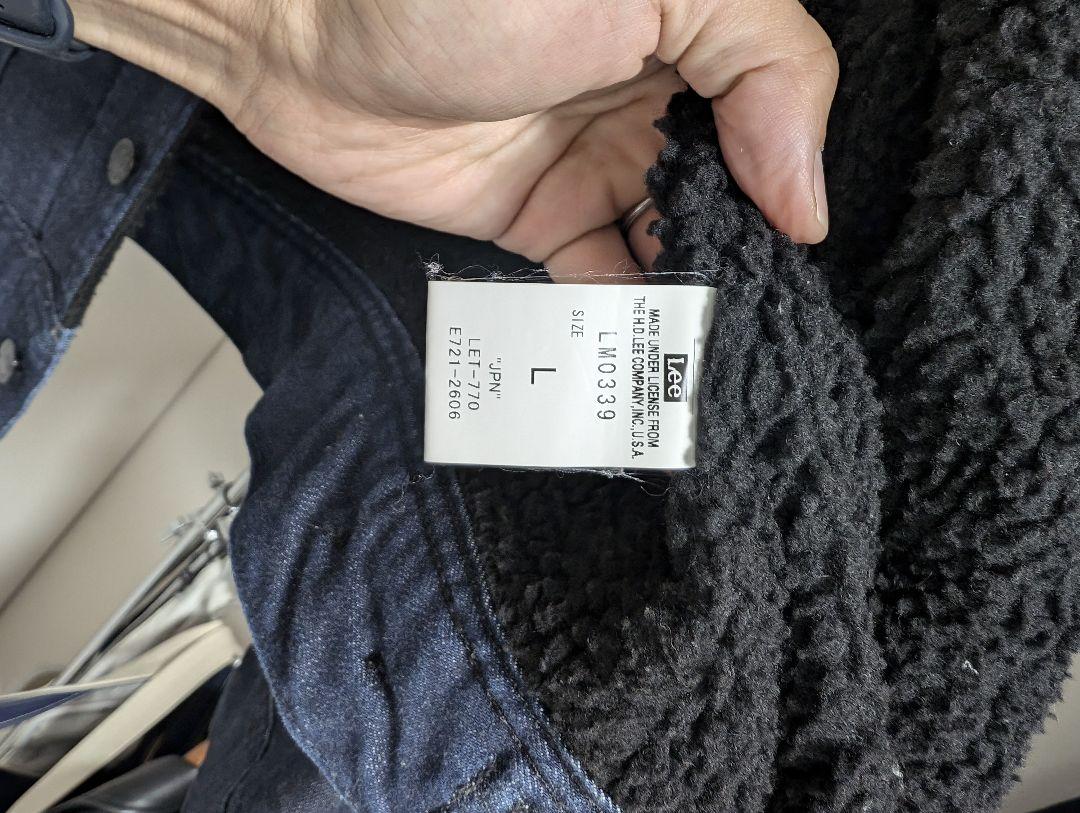 Lee
MADE UNDER LICENSE FROM
THE H.D.LEE COMPANY,INC.,U.S.A.
LM0339
SIZE
L
"JPN"
LET-770
E721-2606